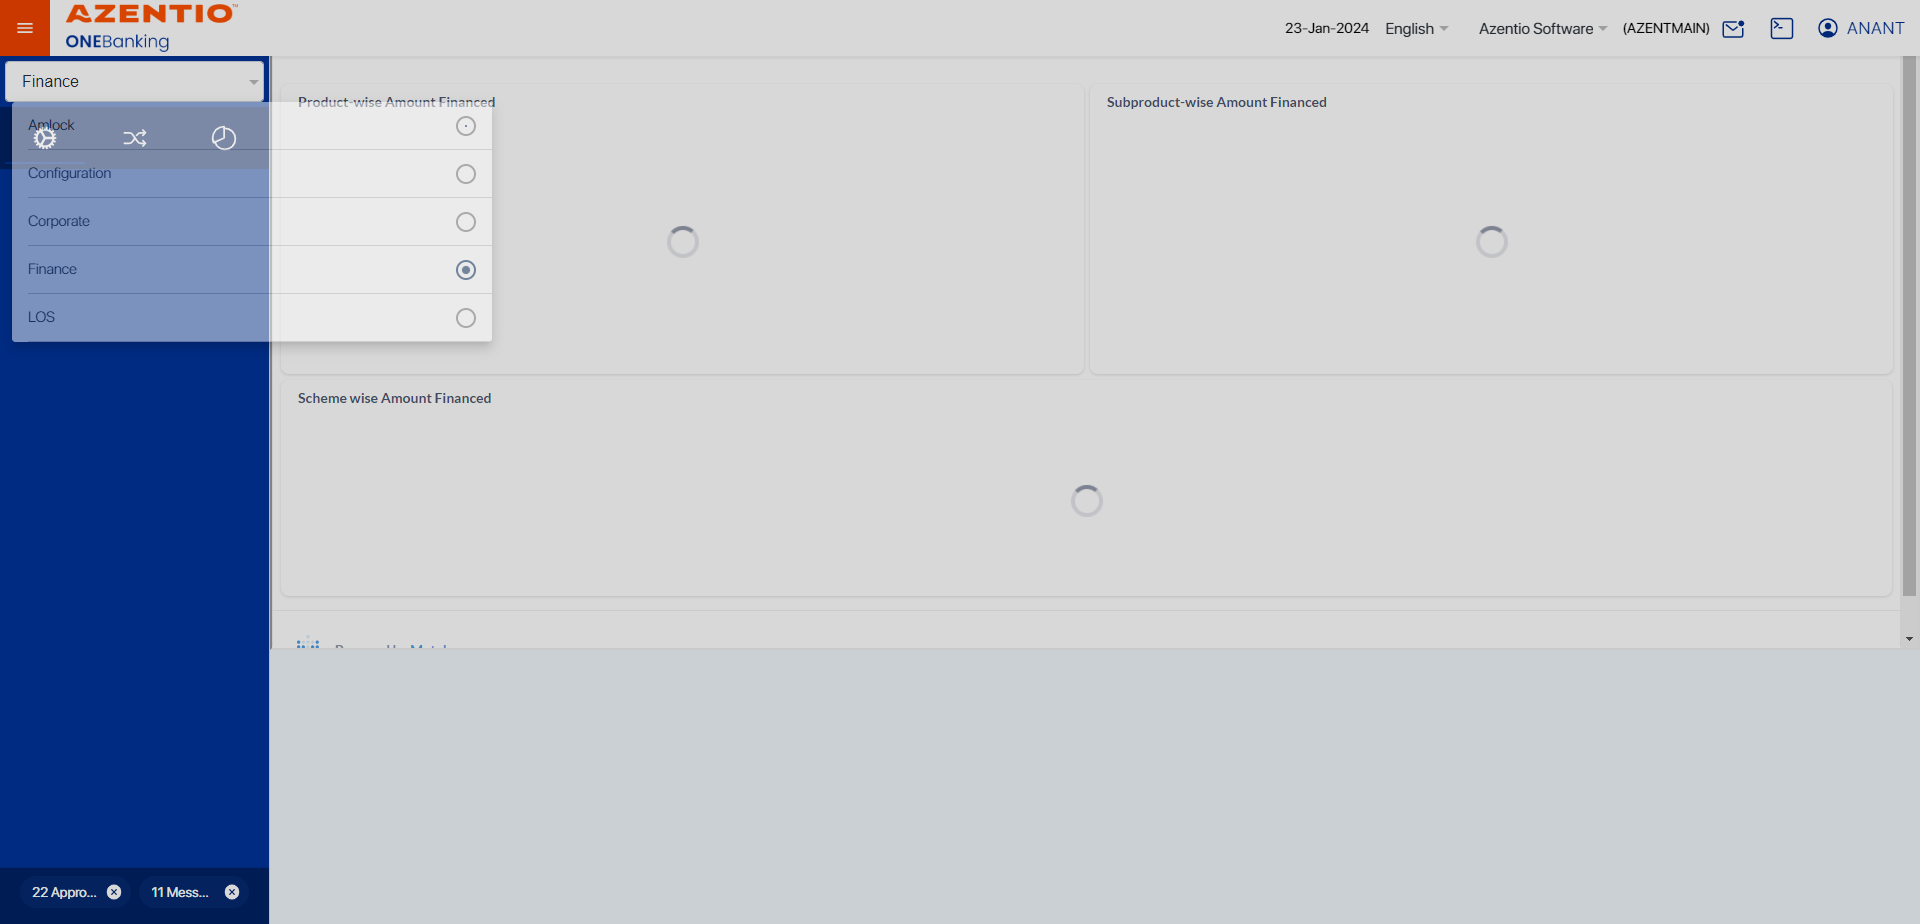 AZENTIO™
ONEBanking
23-Jan-2024
English
Azentio Software
(AZENTMAIN)
ANANT
Finance
Amlock
Configuration
Corporate
Finance
LOS
Product-wise Amount Financed
Subproduct-wise Amount Financed
Scheme wise Amount Financed
22 Appro...
11 Mess...